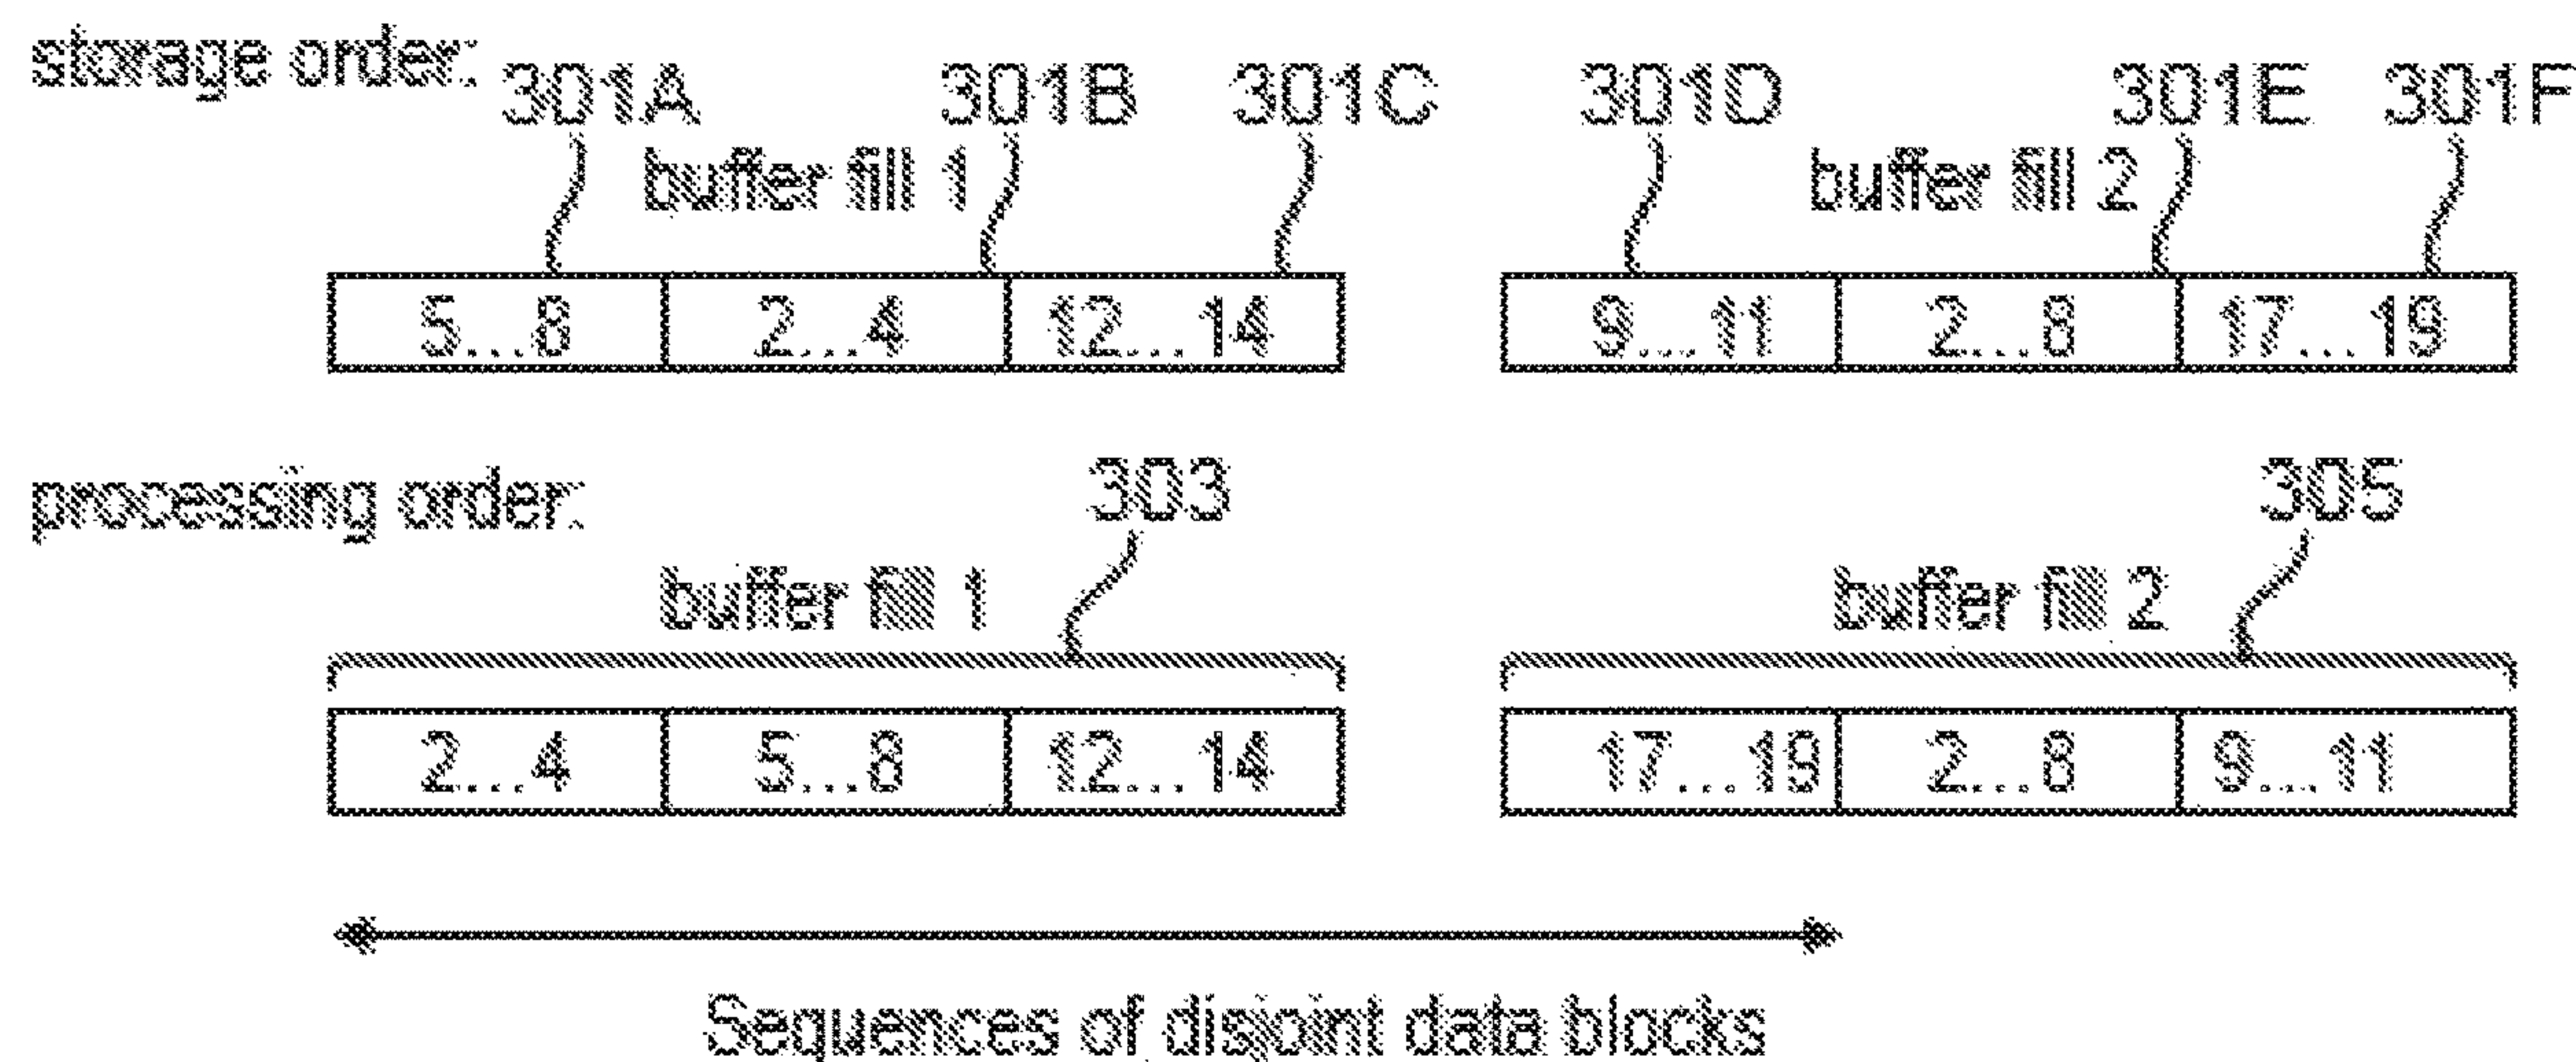 storage order:
301A 301B 301C 301D 301E 301F
buffer fill 1 buffer fill 2
5...8 2...4 12...14 9...11 2...8 17...19
processing order:
303 305
buffer fill 1 buffer fill 2
2...4 5...8 12...14 17...19 2...8 9...11
Sequences of disjoint data blocks